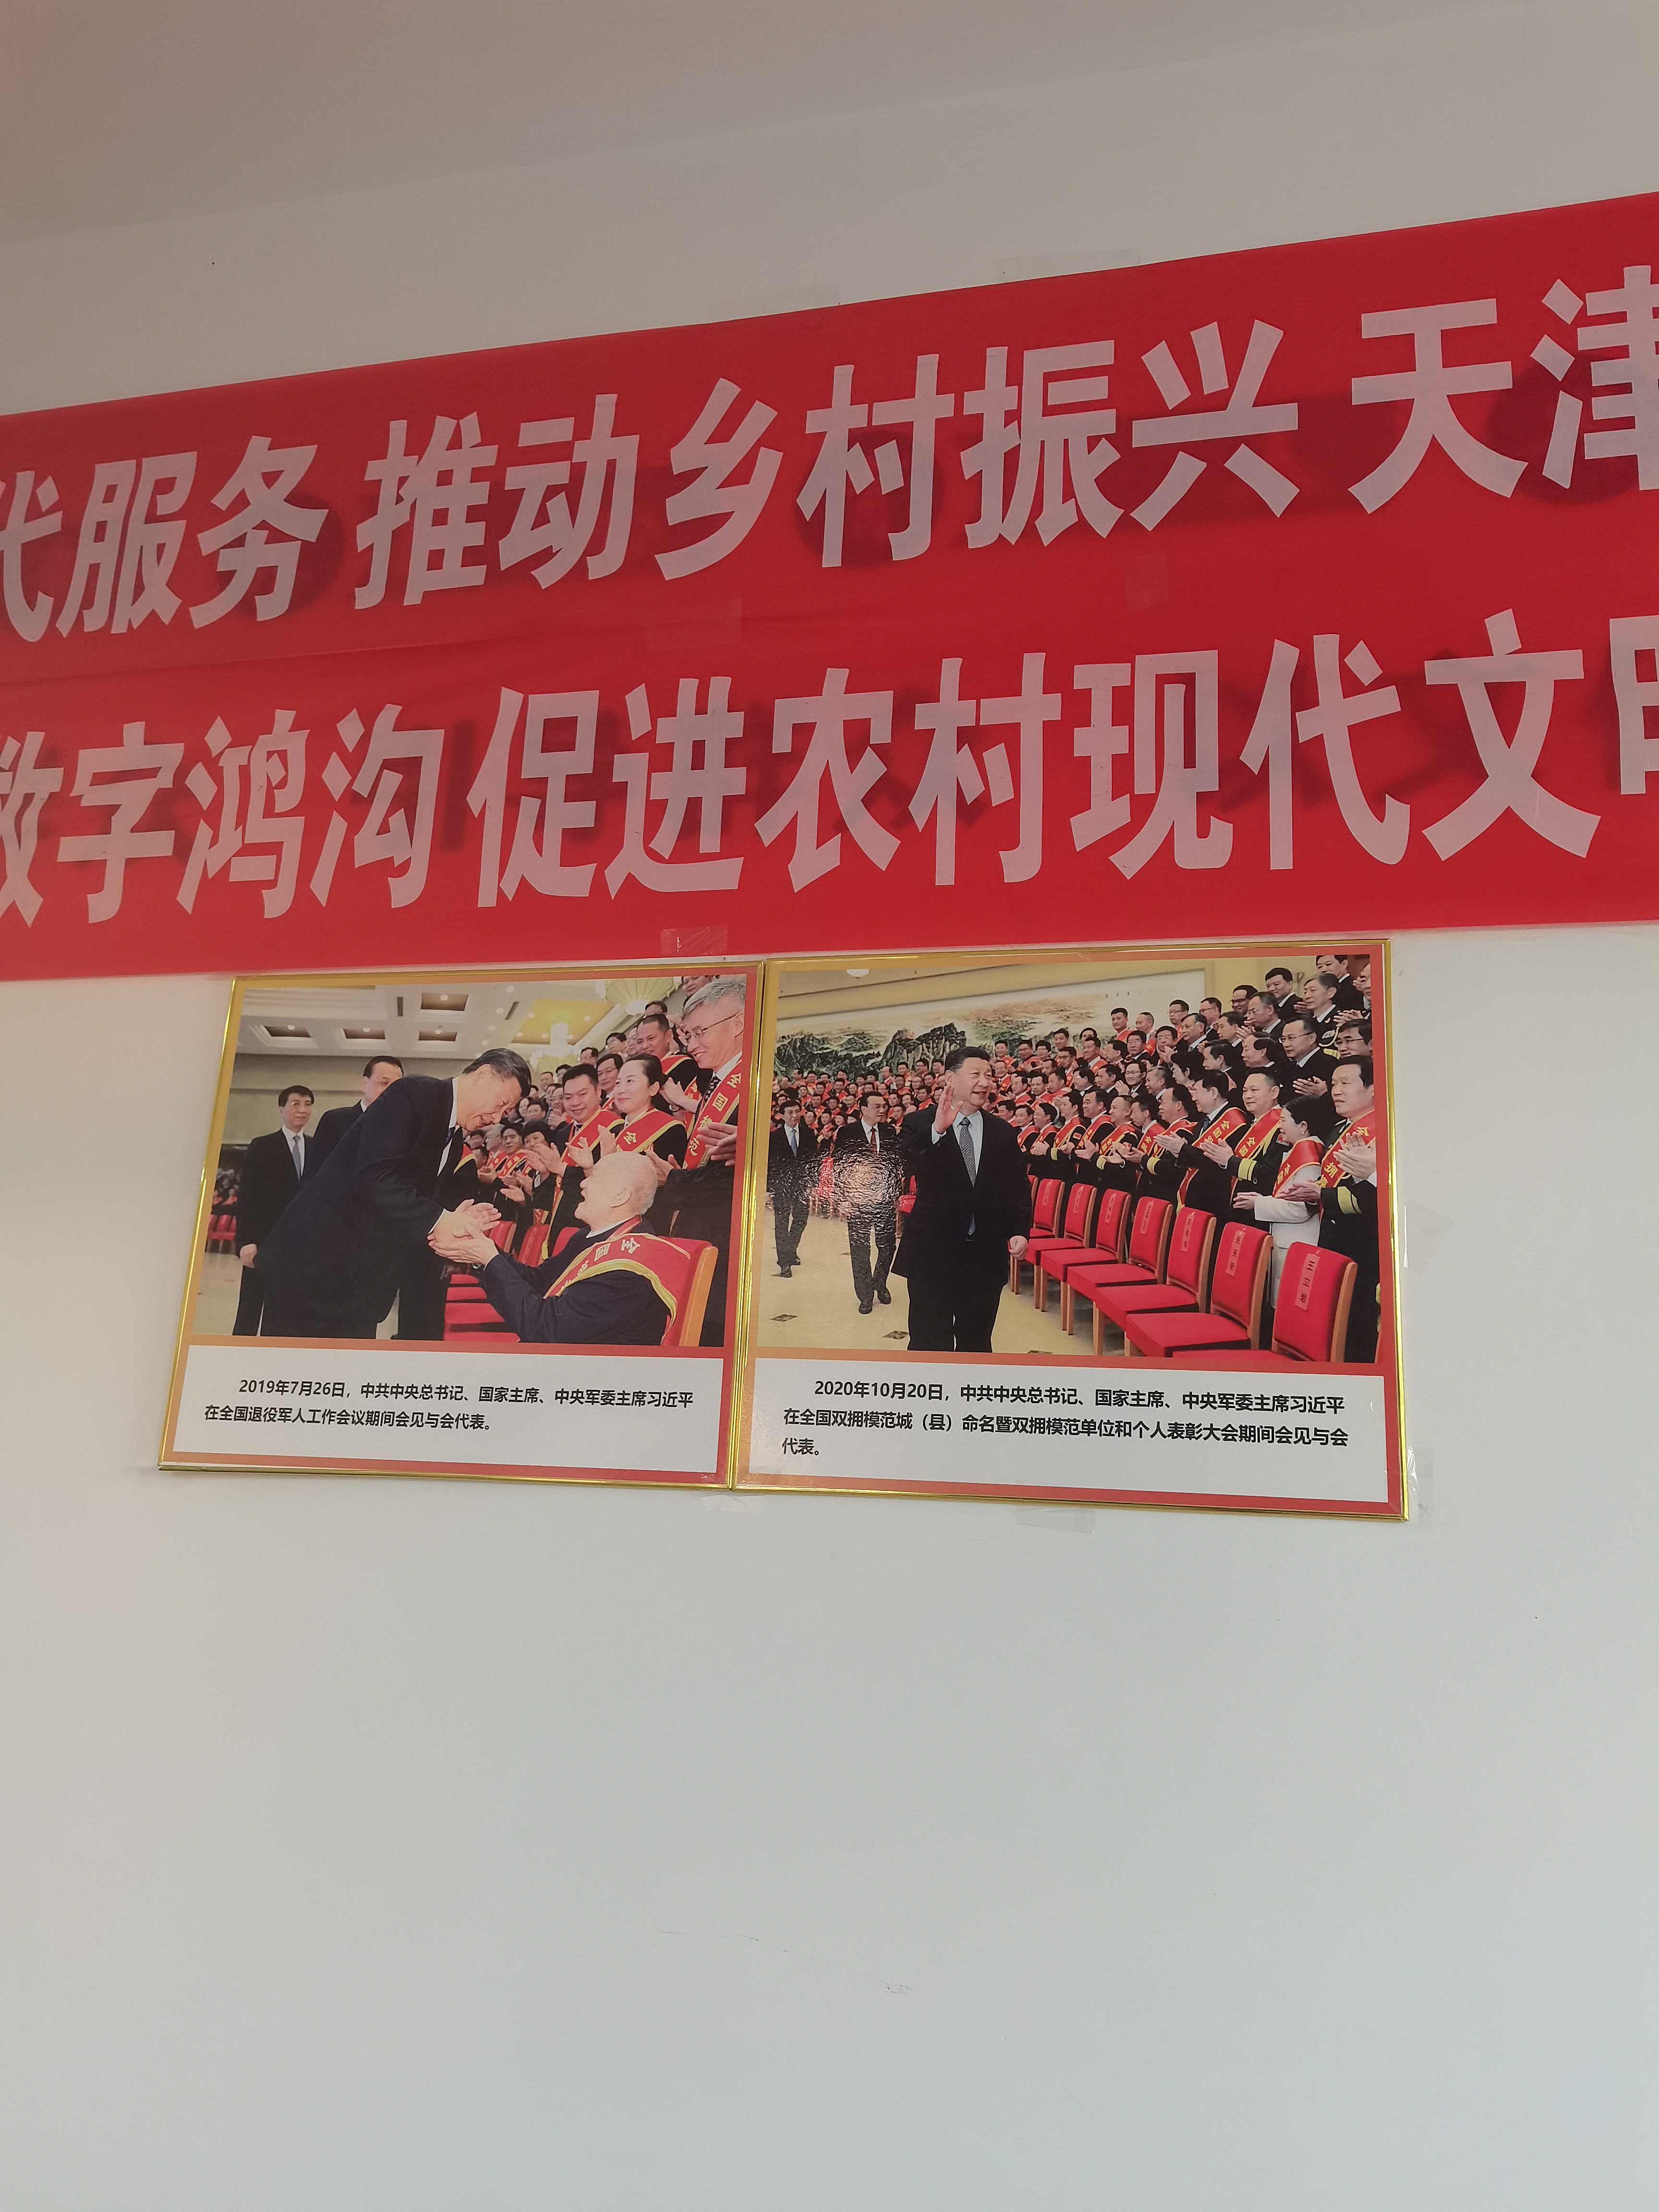 代服务 推动乡村振兴 天津
数字鸿沟 促进农村现代文明
2019年7月26日，中共中央总书记、国家主席、中央军委主席习近平
在全国退役军人工作会议期间会见与会代表。
2020年10月20日，中共中央总书记、国家主席、中央军委主席习近平
在全国双拥模范城（县）命名暨双拥模范单位和个人表彰大会期间会见与会
代表。